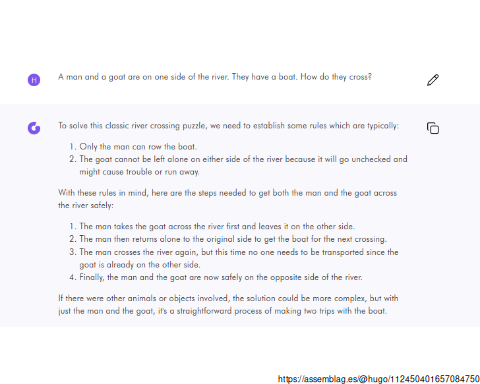 H
A man and a goat are on one side of the river. They have a boat. How do they cross?
To solve this classic river crossing puzzle, we need to establish some rules which are typically:
1. Only the man can row the boat.
2. The goat cannot be left alone on either side of the river because it will go unchecked and
might cause trouble or run away.
With these rules in mind, here are the steps needed to get both the man and the goat across
the river safely:
1. The man takes the goat across the river first and leaves it on the other side.
2. The man then returns alone to the original side to get the boat for the next crossing.
3. The man crosses the river again, but this time no one needs to be transported since the
goat is already on the other side.
4. Finally, the man and the goat are now safely on the opposite side of the river.
If there were other animals or objects involved, the solution could be more complex, but with
just the man and the goat, it's a straightforward process of making two trips with the boat.
https://assemblag.es/@hugo/112450401657084750